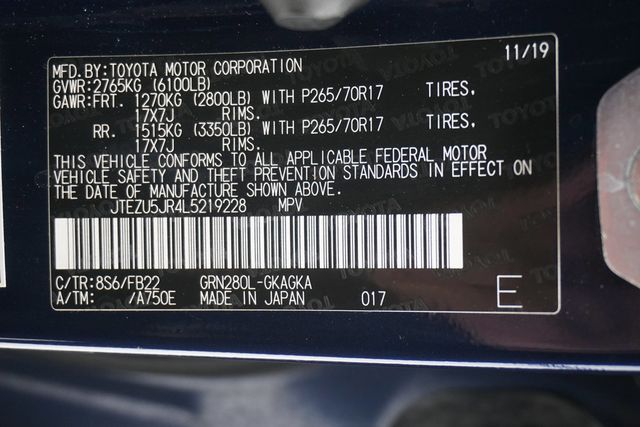 11/19
MFD.BY:TOYOTA MOTOR CORPORATION
GVWR:2765KG (6100LB)
GAWR:FRT. 1270KG (2800LB) WITH P265/70R17 TIRES.
17X7J RIMS.
RR. 1515KG (3350LB) WITH P265/70R17 TIRES.
17X7J RIMS.
THIS VEHICLE CONFORMS TO ALL APPLICABLE FEDERAL MOTOR
VEHICLE SAFETY AND THEFT PREVENTION STANDARDS IN EFFECT ON
THE DATE OF MANUFACTURE SHOWN ABOVE.
JTEZU5JR4L5219228 MPV
C/TR:8S6/FB22 GRN280L-GKAGKA
A/TM: /A750E MADE IN JAPAN 017 E